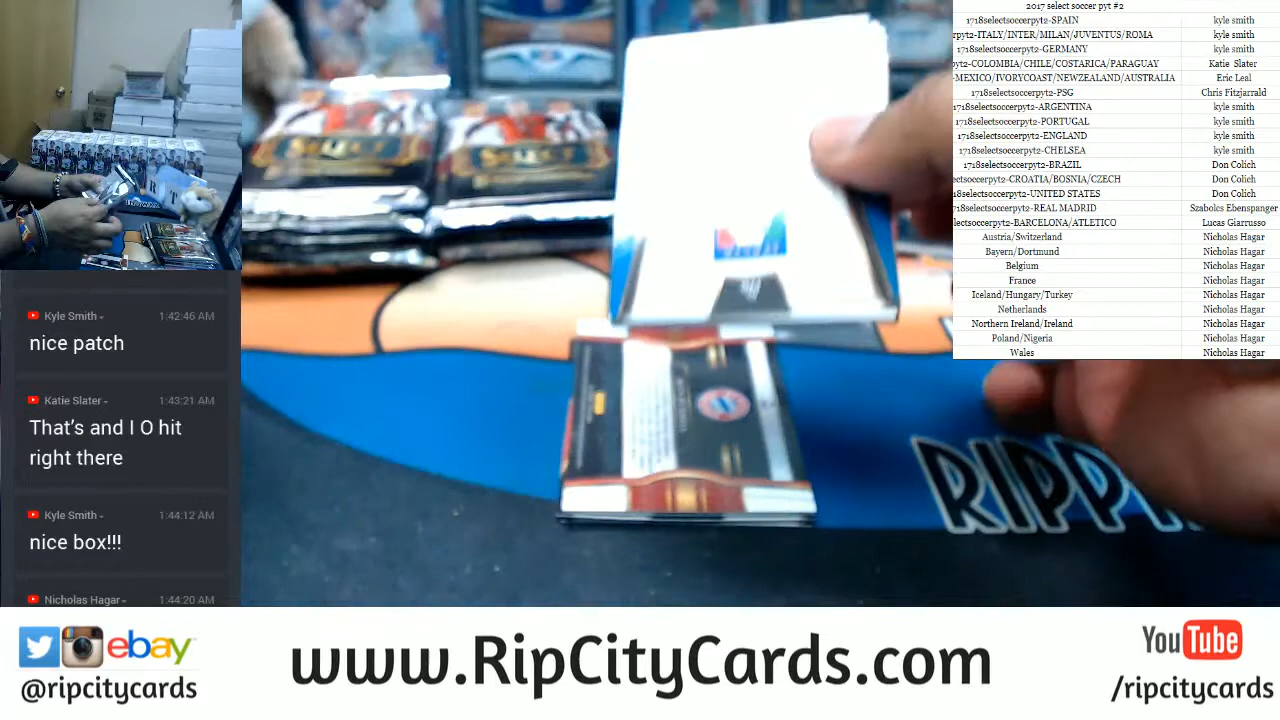 2017 select soccer pyt #2
1718selectsoccerpyt2-SPAIN kyle smith
rpyt2-ITALY/INTER/MILAN/JUVENTUS/ROMA kyle smith
1718selectsoccerpyt2-GERMANY kyle smith
pyt2-COLOMBIA/CHILE/COSTARICA/PARAGUAY Katie Slater
-MEXICO/IVORYCOAST/NEWZEALAND/AUSTRALIA Eric Leal
1718selectsoccerpyt2-PSG Chris Fitzjarrald
1718selectsoccerpyt2-ARGENTINA kyle smith
1718selectsoccerpyt2-PORTUGAL kyle smith
1718selectsoccerpyt2-ENGLAND kyle smith
1718selectsoccerpyt2-CHELSEA kyle smith
1718selectsoccerpyt2-BRAZIL Don Colich
ectsoccerpyt2-CROATIA/BOSNIA/CZECH Don Colich
1718selectsoccerpyt2-UNITED STATES Don Colich
718selectsoccerpyt2-REAL MADRID Szabolcs Ebenspanger
lectsoccerpyt2-BARCELONA/ATLETICO Lucas Giarrusso
Austria/Switzerland Nicholas Hagar
Bayern/Dortmund Nicholas Hagar
Belgium Nicholas Hagar
France Nicholas Hagar
Iceland/Hungary/Turkey Nicholas Hagar
Netherlands Nicholas Hagar
Northern Ireland/Ireland Nicholas Hagar
Poland/Nigeria Nicholas Hagar
Wales Nicholas Hagar
SELECT
SELECT
Kyle Smith 1:42:46 AM
nice patch
Katie Slater 1:43:21 AM
That's and I O hit
right there
Kyle Smith 1:44:12 AM
nice box!!!
Nicholas Hagar 1:44:20 AM
RIPP
ebay
@ripcitycards
www.RipCityCards.com
YouTube
/ripcitycards